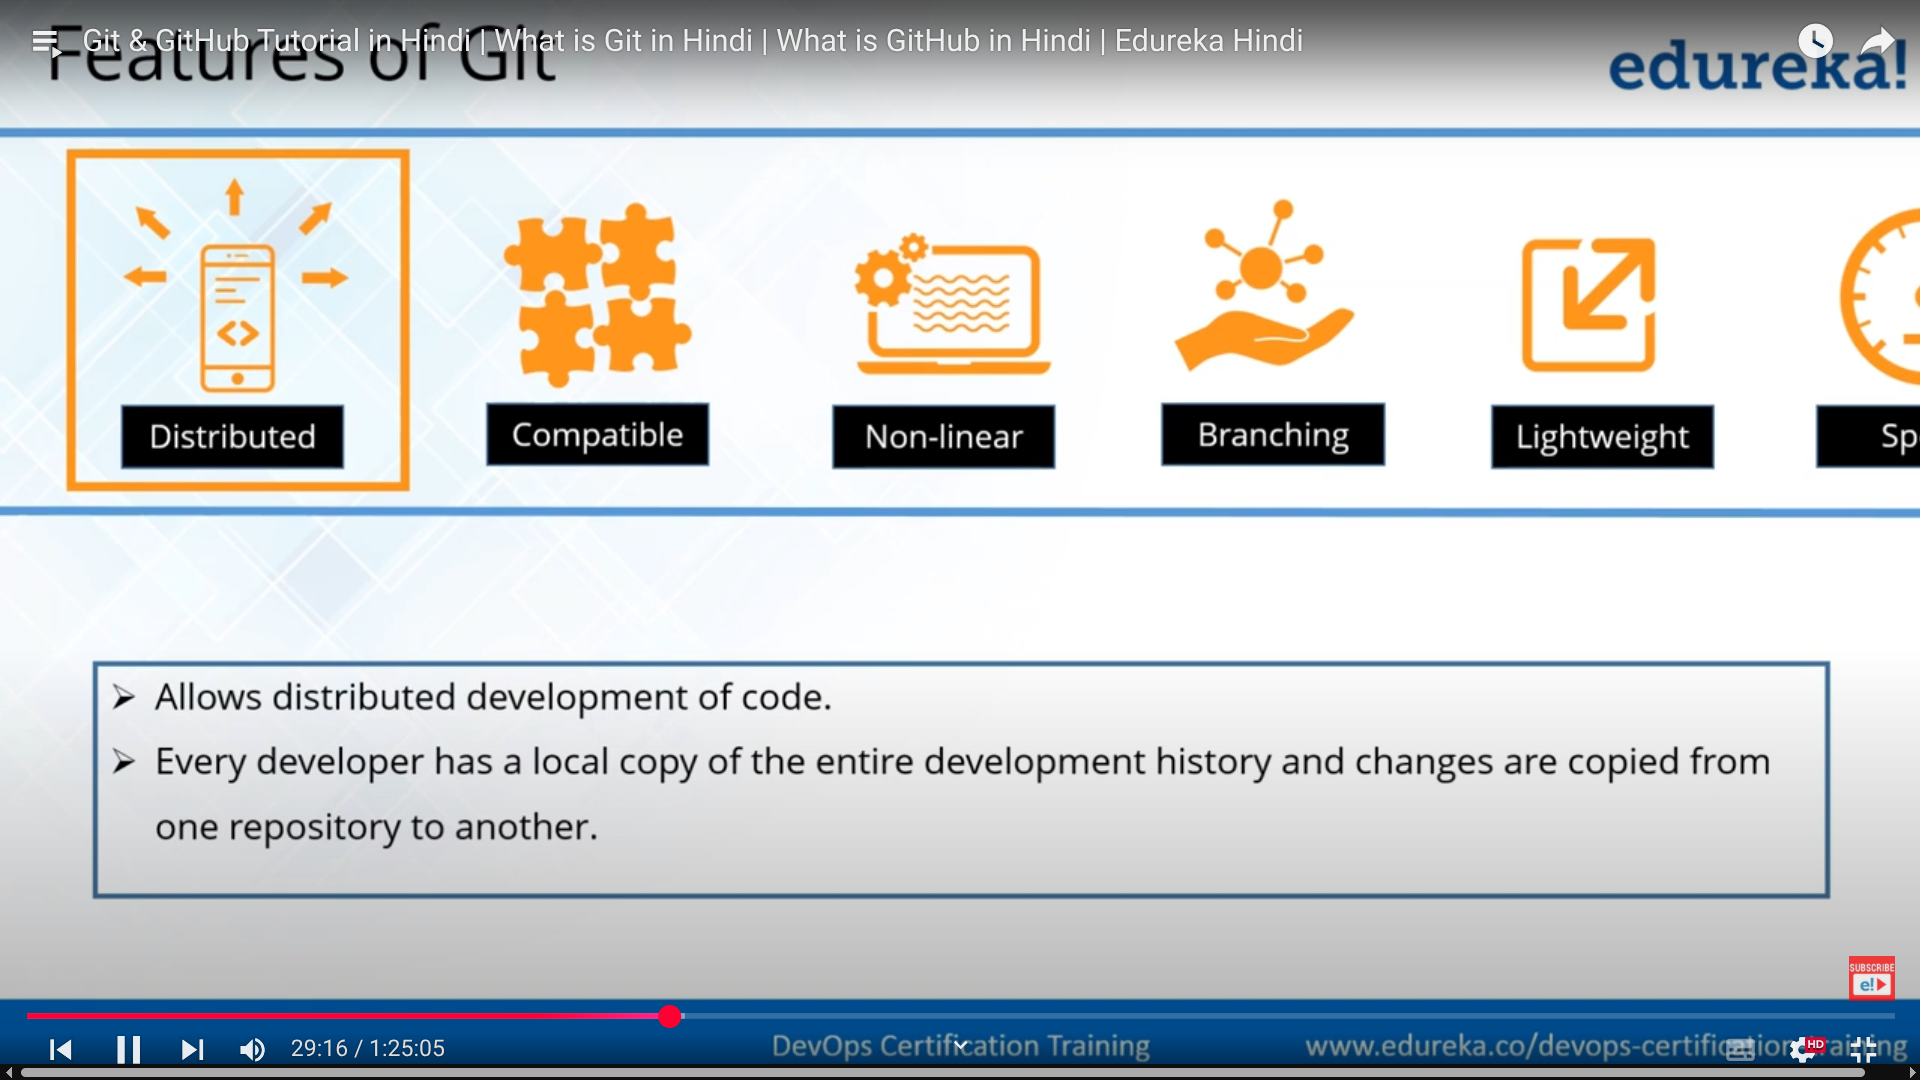 Features of Git
Git & GitHub Tutorial in Hindi | What is Git in Hindi | What is GitHub in Hindi | Edureka Hindi
edureka!
Distributed
Compatible
Non-linear
Branching
Lightweight
Sp
Allows distributed development of code.
Every developer has a local copy of the entire development history and changes are copied from
one repository to another.
SUBSCRIBE
e!
29:16 / 1:25:05
DevOps Certification Training
www.edureka.co/devops-certification-training
HD